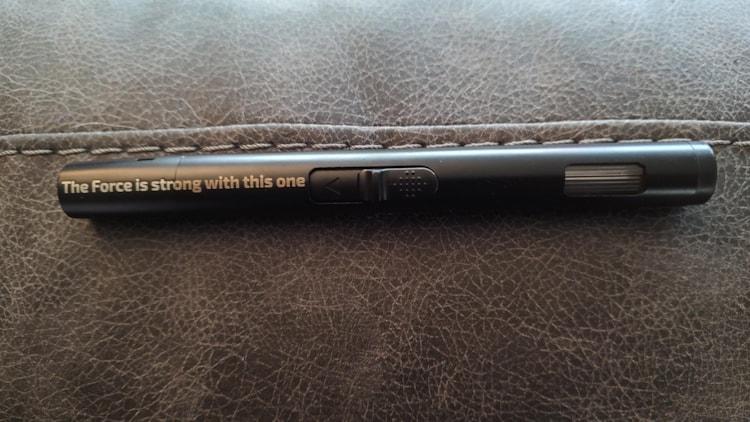 The Force is strong with this one